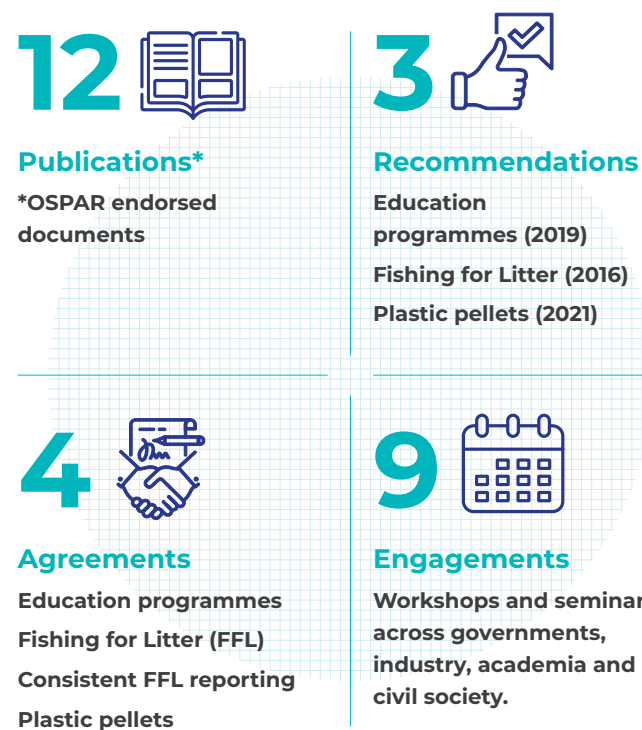 12
Publications*
*OSPAR endorsed
documents
3
Recommendations
Education
programmes (2019)
Fishing for Litter (2016)
Plastic pellets (2021)
4
Agreements
Education programmes
Fishing for Litter (FFL)
Consistent FFL reporting
Plastic pellets
9
Engagements
Workshops and seminar
across governments,
industry, academia and
civil society.